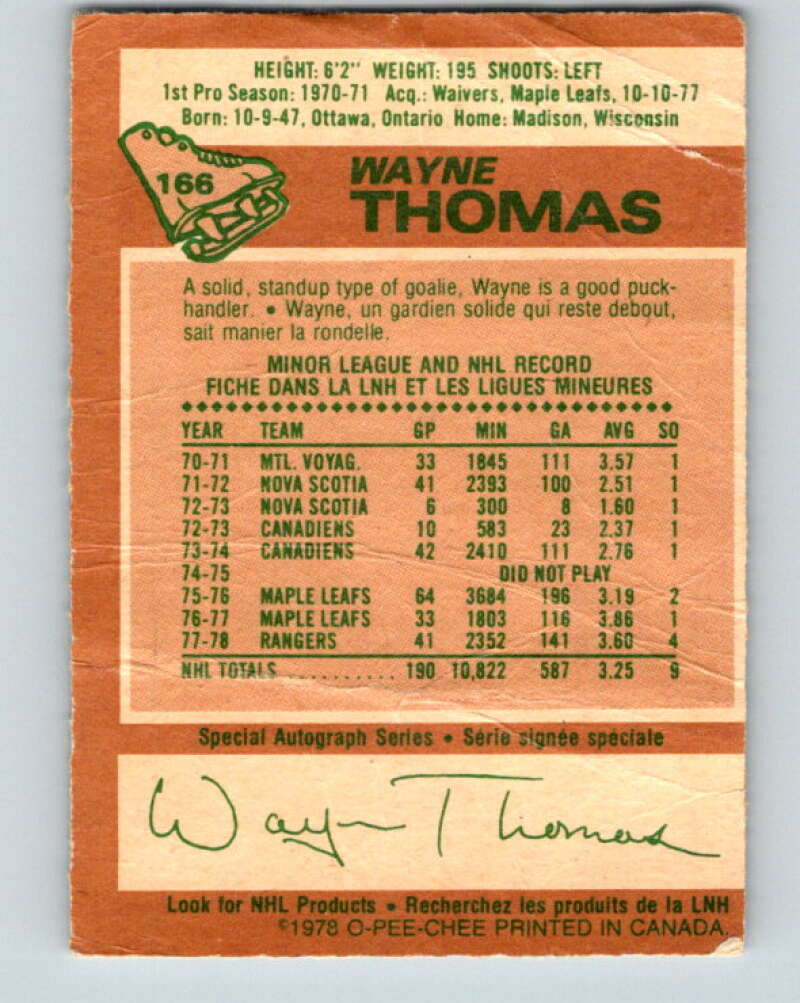 HEIGHT: 6'2" WEIGHT: 195 SHOOTS: LEFT
1st Pro Season: 1970-71 Acq.: Waivers, Maple Leafs, 10-10-77
Born: 10-9-47, Ottawa, Ontario Home: Madison, Wisconsin
166
WAYNE
THOMAS
A solid, standup type of goalie, Wayne is a good puck-
handler. • Wayne, un gardien solide qui reste debout,
sait manier la rondelle.
MINOR LEAGUE AND NHL RECORD
FICHE DANS LA LNH ET LES LIGUES MINEURES
YEAR TEAM GP MIN GA AVG SO
70-71 MTL. VOYAG. 33 1845 111 3.57 1
71-72 NOVA SCOTIA 41 2393 100 2.51 1
72-73 NOVA SCOTIA 6 300 8 1.60 1
72-73 CANADIENS 10 583 23 2.37 1
73-74 CANADIENS 42 2410 111 2.76 1
74-75 DID NOT PLAY
75-76 MAPLE LEAFS 64 3684 196 3.19 2
76-77 MAPLE LEAFS 33 1803 116 3.86 1
77-78 RANGERS 41 2352 141 3.60 4
NHL TOTALS .......... 190 10,822 587 3.25 9
Special Autograph Series • Série signée spéciale
Wayne Thomas
Look for NHL Products • Recherchez les produits de la LNH
©1978 O-PEE-CHEE PRINTED IN CANADA.